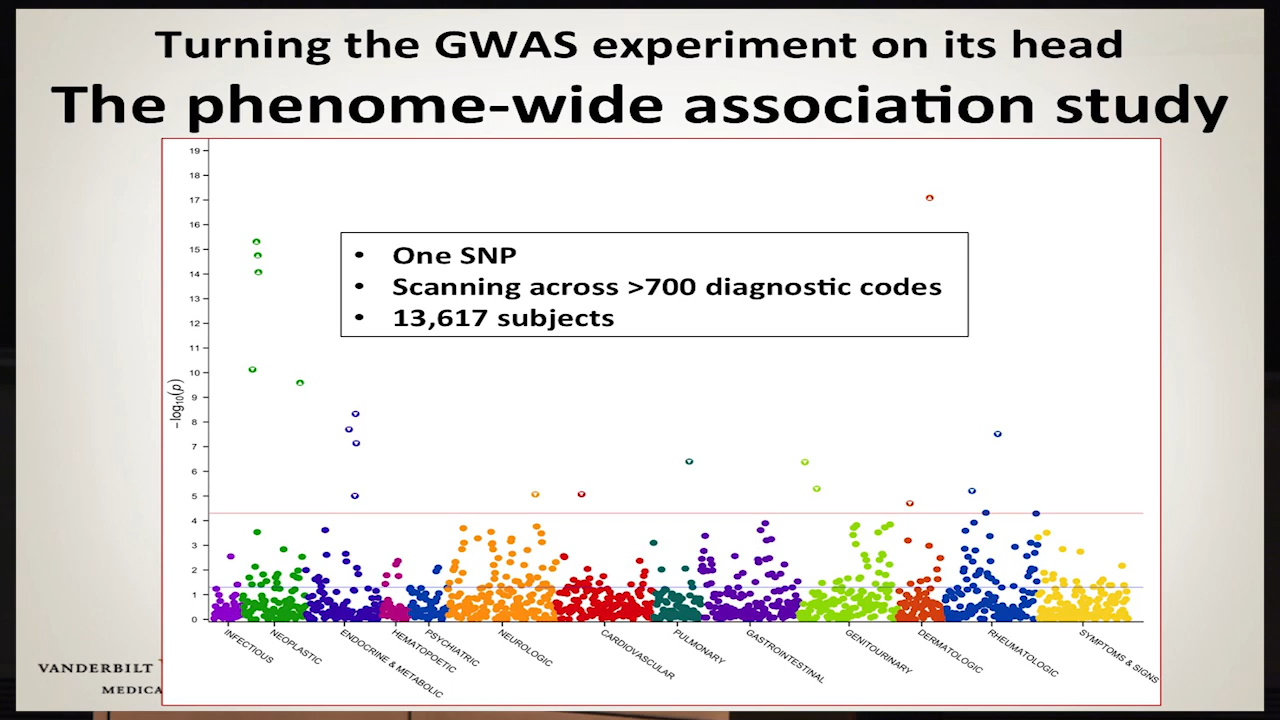 Turning the GWAS experiment on its head
The phenome-wide association study
19
18
17
16
15
14
13
12
11
10
9
8
7
6
5
4
3
2
1
0
−log10(p)
• One SNP
• Scanning across >700 diagnostic codes
• 13,617 subjects
INFECTIOUS
NEOPLASTIC
ENDOCRINE & METABOLIC
HEMATOPOETIC
PSYCHIATRIC
NEUROLOGIC
CARDIOVASCULAR
PULMONARY
GASTROINTESTINAL
GENITOURINARY
DERMATOLOGIC
RHEUMATOLOGIC
SYMPTOMS & SIGNS
VANDERBILT
MEDICA